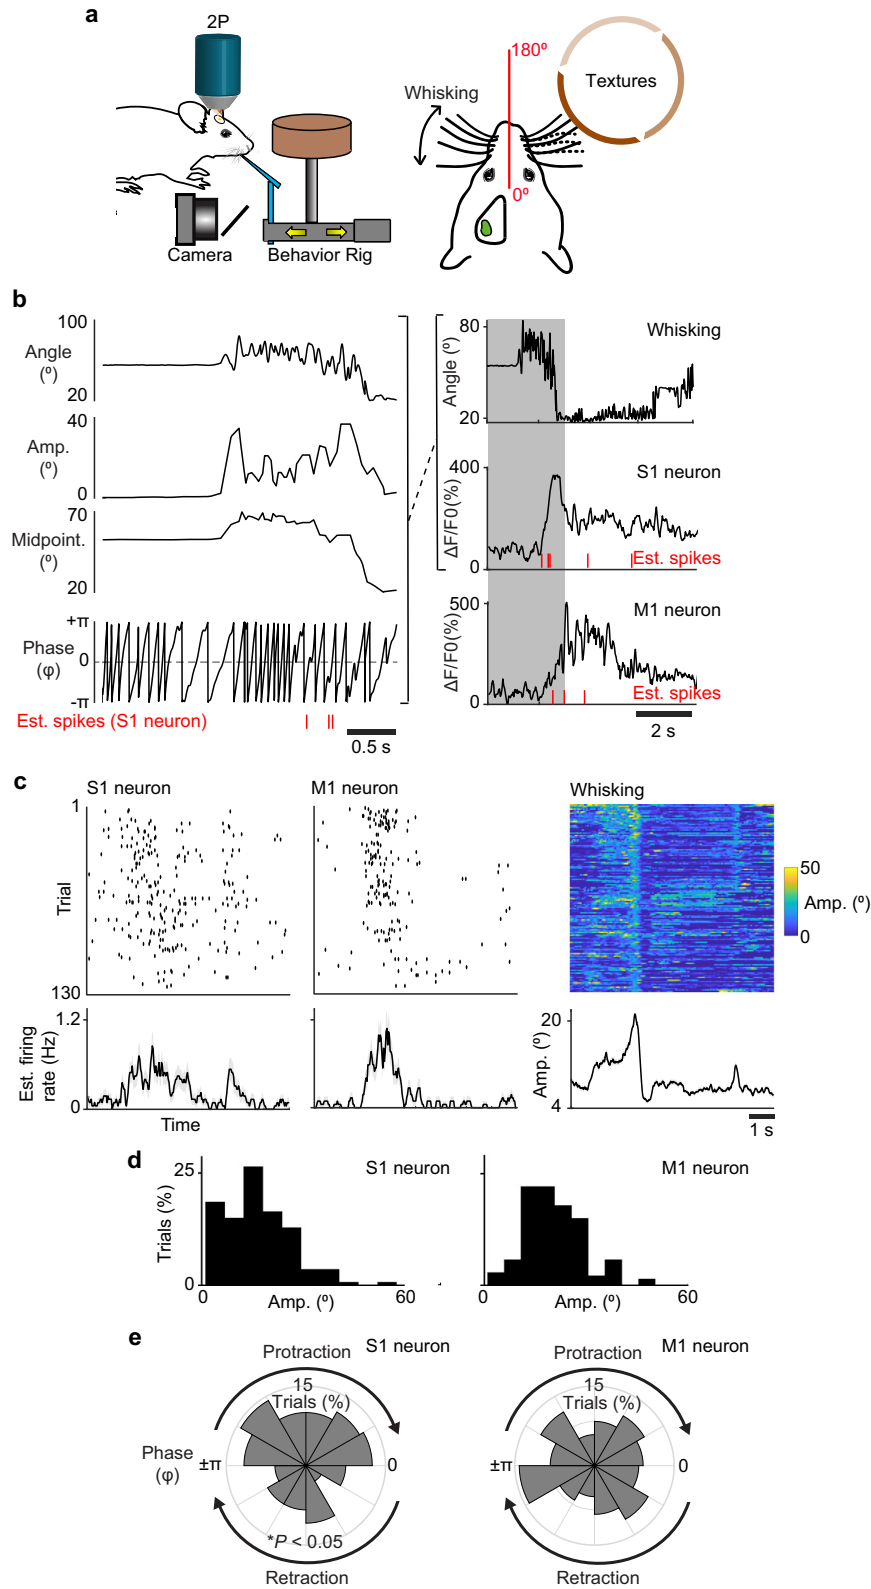 a
2P
180º
Textures
Whisking
0º
Camera
Behavior Rig
b
100
Angle
(º)
20
40
Amp.
(º)
0
70
Midpoint.
(º)
20
+π
Phase
(φ)
0
-π
Est. spikes (S1 neuron)
0.5 s
80
Whisking
Angle (º)
20
S1 neuron
400
ΔF/F0(%)
Est. spikes
0
M1 neuron
500
ΔF/F0(%)
Est. spikes
0
2 s
c
S1 neuron
M1 neuron
Whisking
1
Trial
130
50
Amp. (º)
0
1.2
Est. firing
rate (Hz)
0
Time
20
Amp. (º)
4
1 s
d
S1 neuron
M1 neuron
25
Trials (%)
0
0
Amp. (º)
60
0
Amp. (º)
60
e
Protraction
S1 neuron
15
Trials (%)
Phase
(φ)
±π
0
*P < 0.05
Retraction
Protraction
M1 neuron
15
Trials (%)
±π
0
Retraction